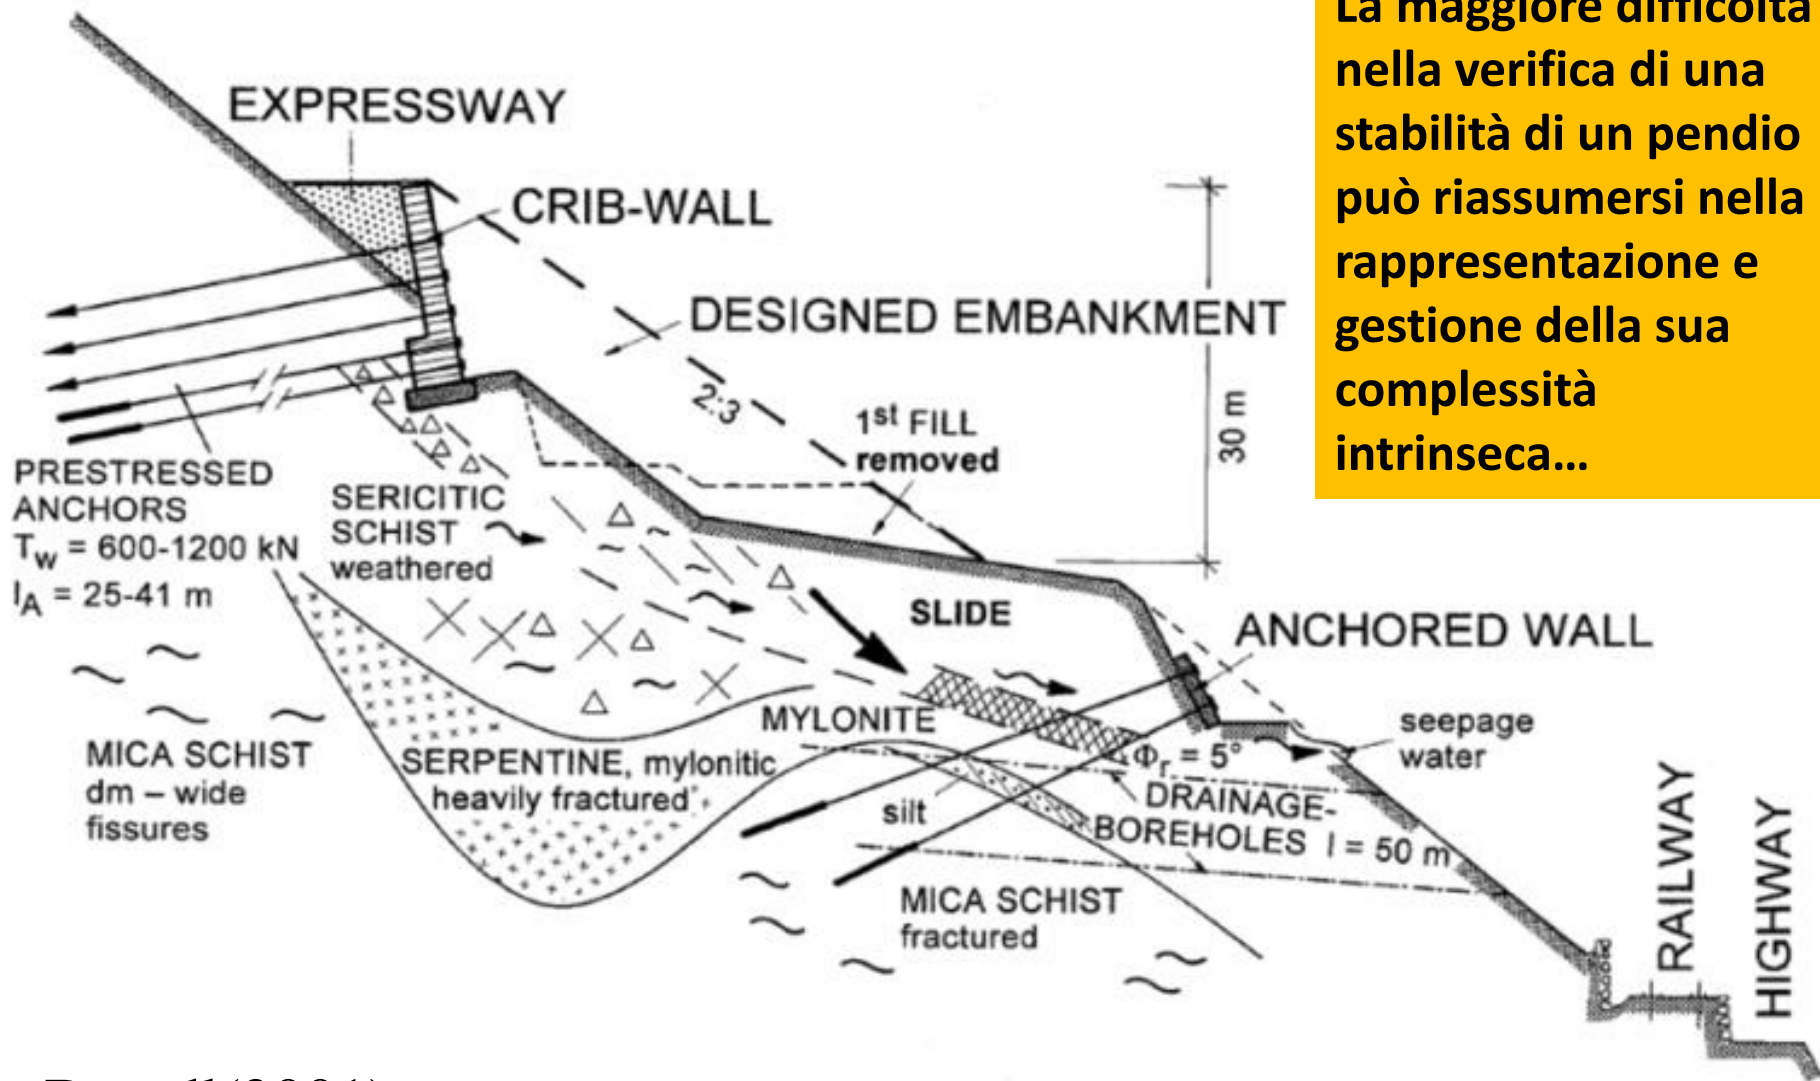 La maggiore difficoltà
nella verifica di una
stabilità di un pendio
può riassumersi nella
rappresentazione e
gestione della sua
complessità
intrinseca…
EXPRESSWAY
CRIB-WALL
DESIGNED EMBANKMENT
2:3
1st FILL
removed
30 m
PRESTRESSED
ANCHORS
Tw = 600-1200 kN
lA = 25-41 m
SERICITIC
SCHIST
weathered
SLIDE
ANCHORED WALL
MYLONITE
seepage
water
MICA SCHIST
dm – wide
fissures
SERPENTINE, mylonitic
heavily fractured
Φr = 5°
silt
DRAINAGE-
BOREHOLES l = 50 m
MICA SCHIST
fractured
RAILWAY
HIGHWAY